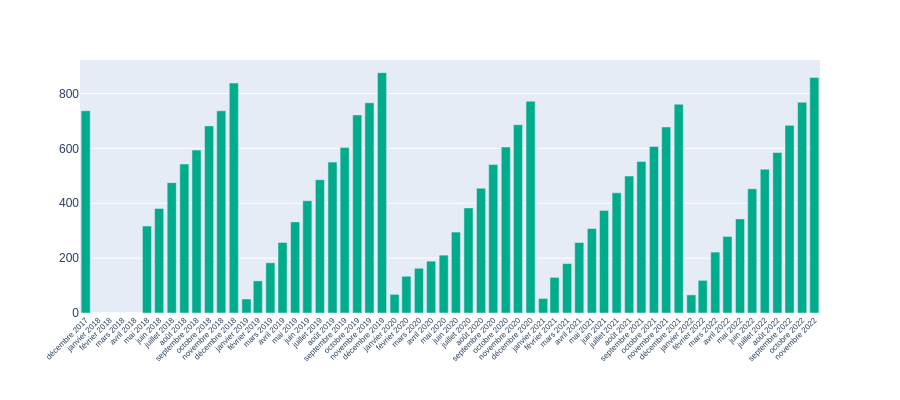 800
600
400
200
0
décembre 2017
janvier 2018
février 2018
mars 2018
avril 2018
mai 2018
juin 2018
juillet 2018
août 2018
septembre 2018
octobre 2018
novembre 2018
décembre 2018
janvier 2019
février 2019
mars 2019
avril 2019
mai 2019
juin 2019
juillet 2019
août 2019
septembre 2019
octobre 2019
novembre 2019
décembre 2019
janvier 2020
février 2020
mars 2020
avril 2020
mai 2020
juin 2020
juillet 2020
août 2020
septembre 2020
octobre 2020
novembre 2020
décembre 2020
janvier 2021
février 2021
mars 2021
avril 2021
mai 2021
juin 2021
juillet 2021
août 2021
septembre 2021
octobre 2021
novembre 2021
décembre 2021
janvier 2022
février 2022
mars 2022
avril 2022
mai 2022
juin 2022
juillet 2022
août 2022
septembre 2022
octobre 2022
novembre 2022